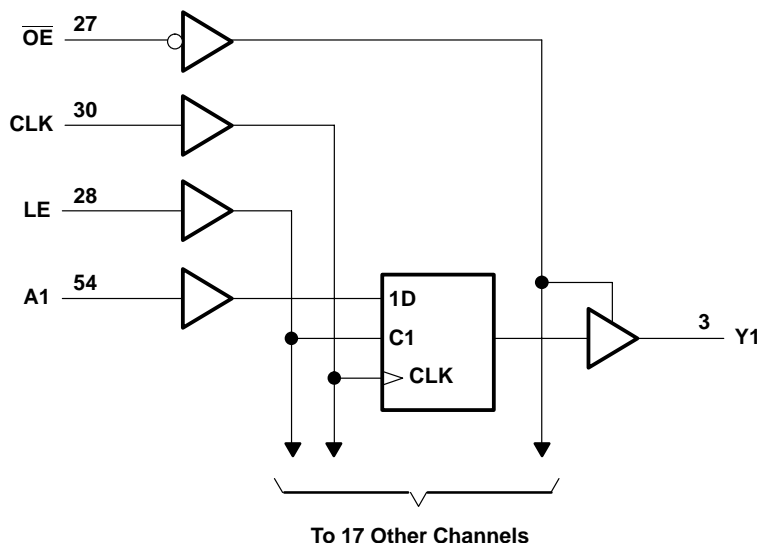 OE 27
CLK 30
LE 28
A1 54
1D
C1
CLK
3 Y1
To 17 Other Channels